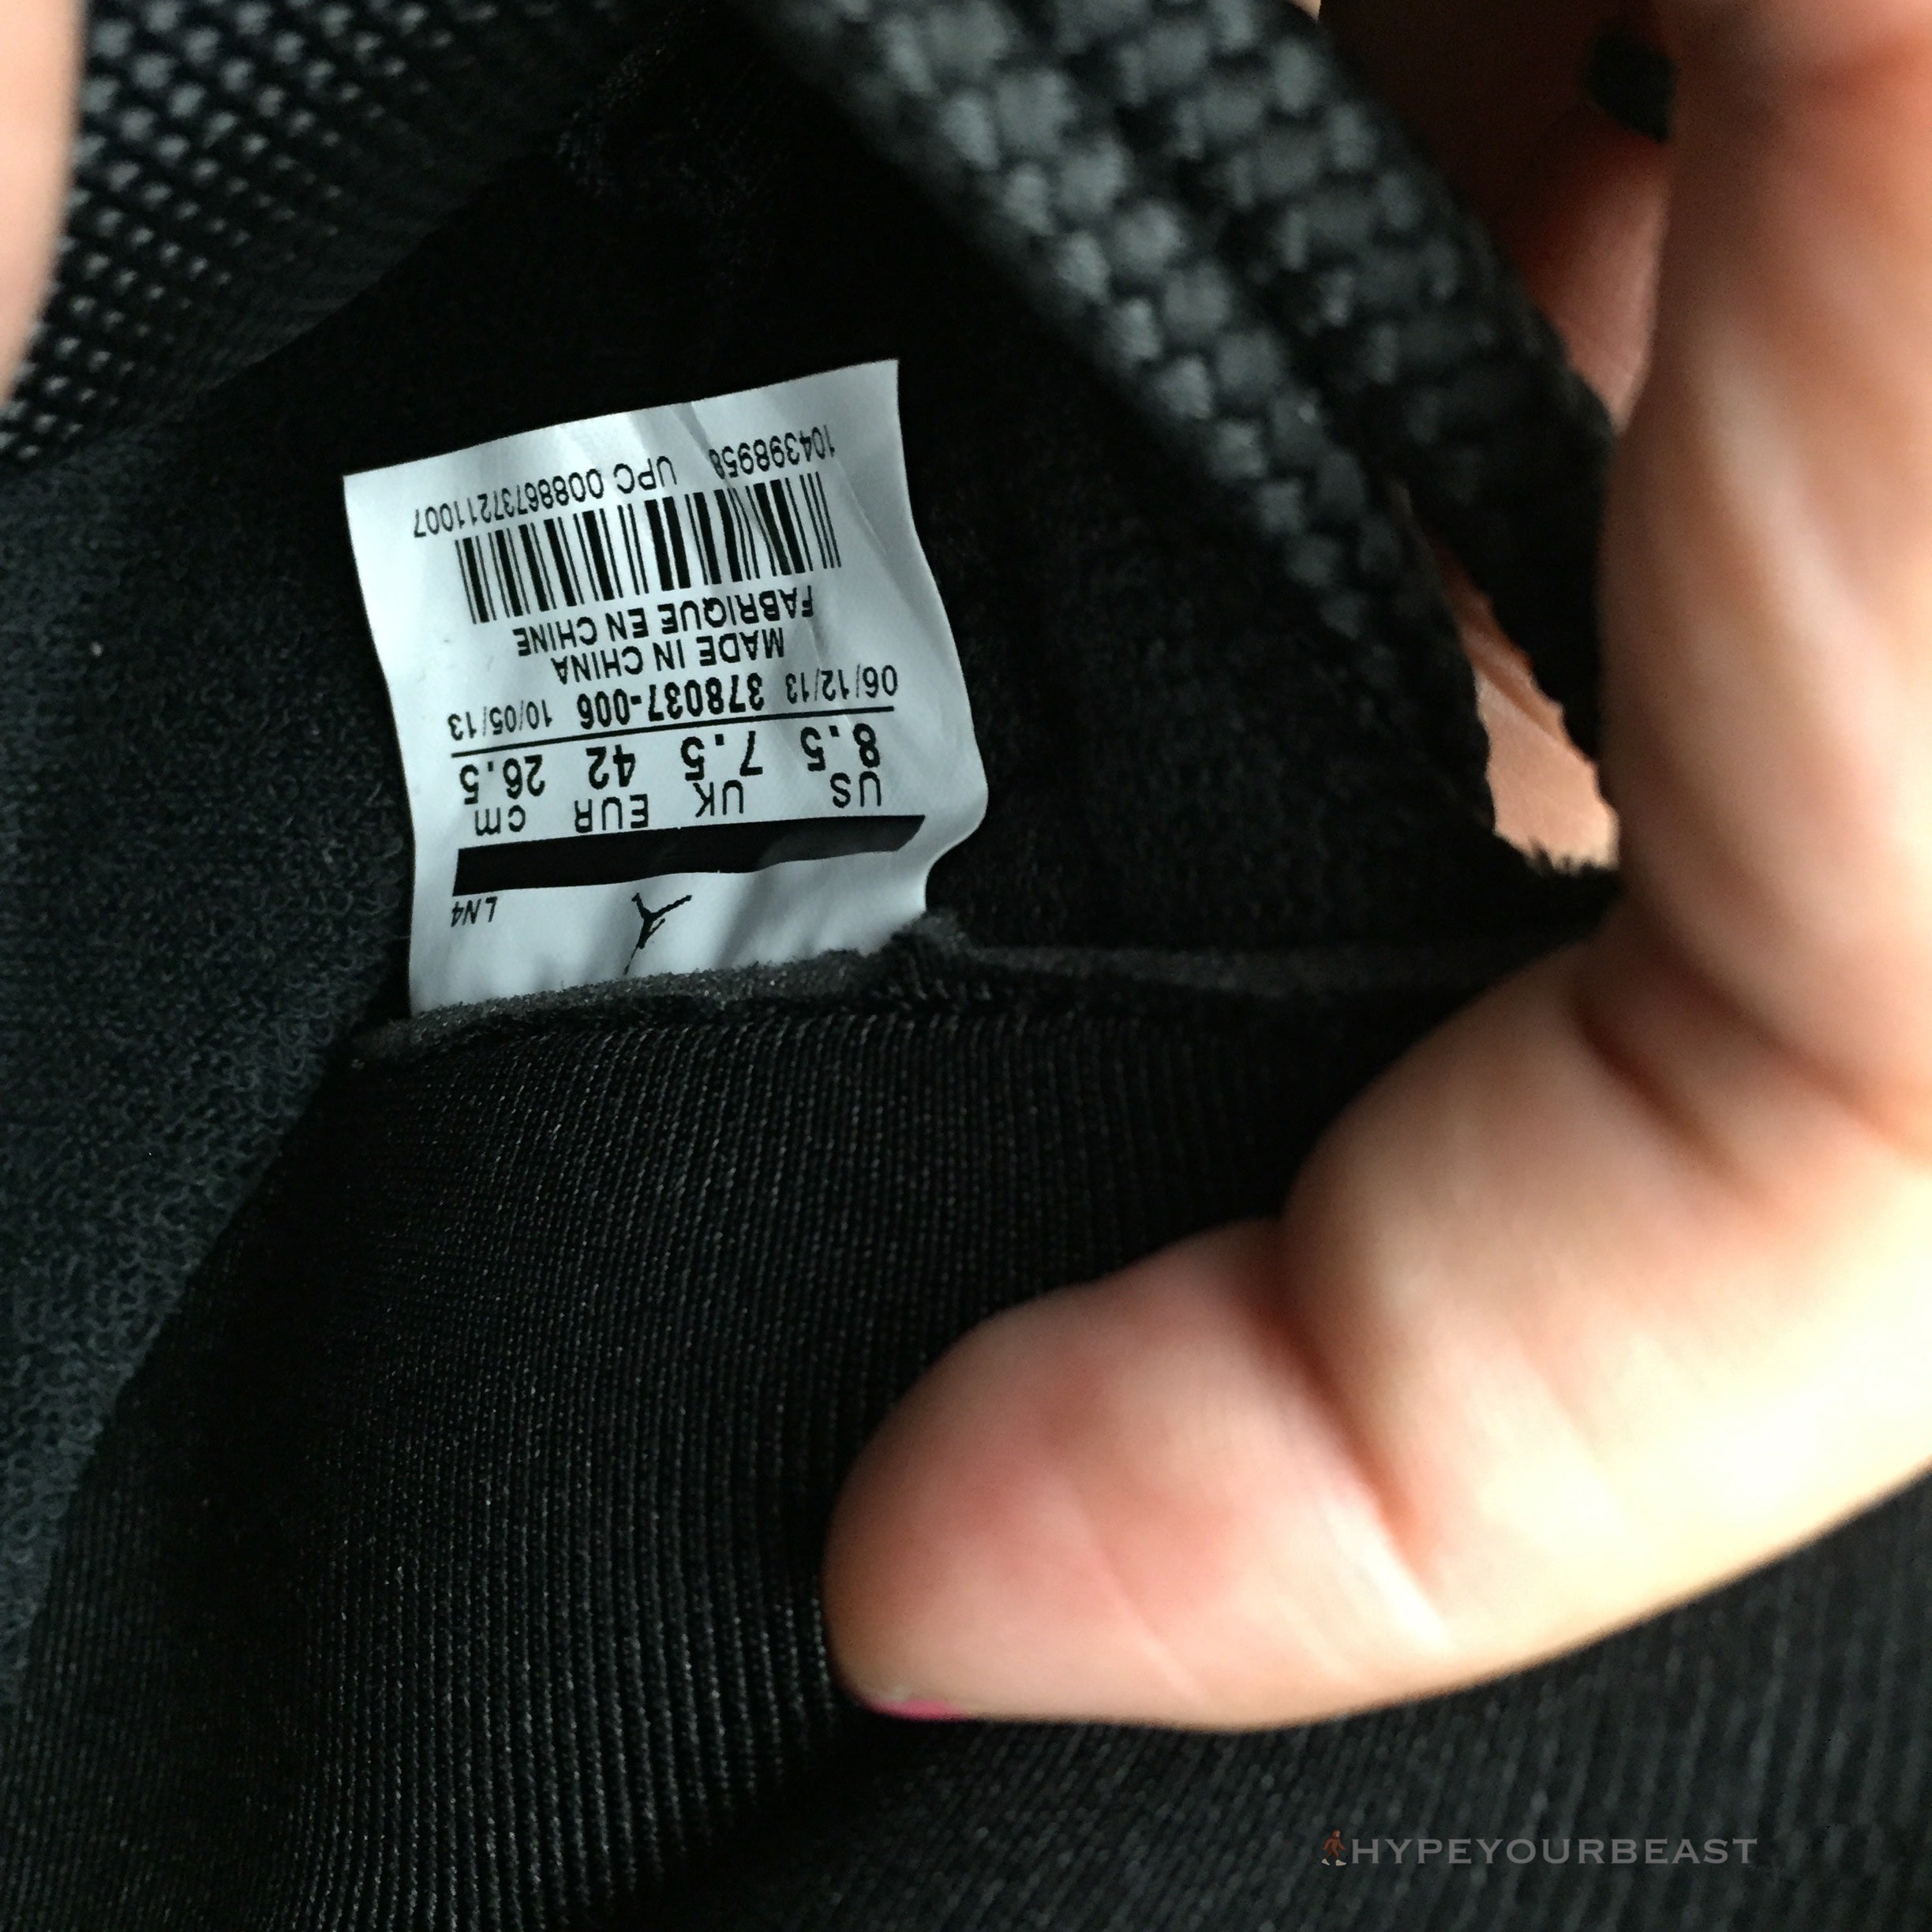 LN4
US UK EUR cm
8.5 7.5 42 26.5
06/12/13 378037-006 10/05/13
MADE IN CHINA
FABRIQUE EN CHINE
104398958 UPC 00886737211007
HYPEYOURBEAST